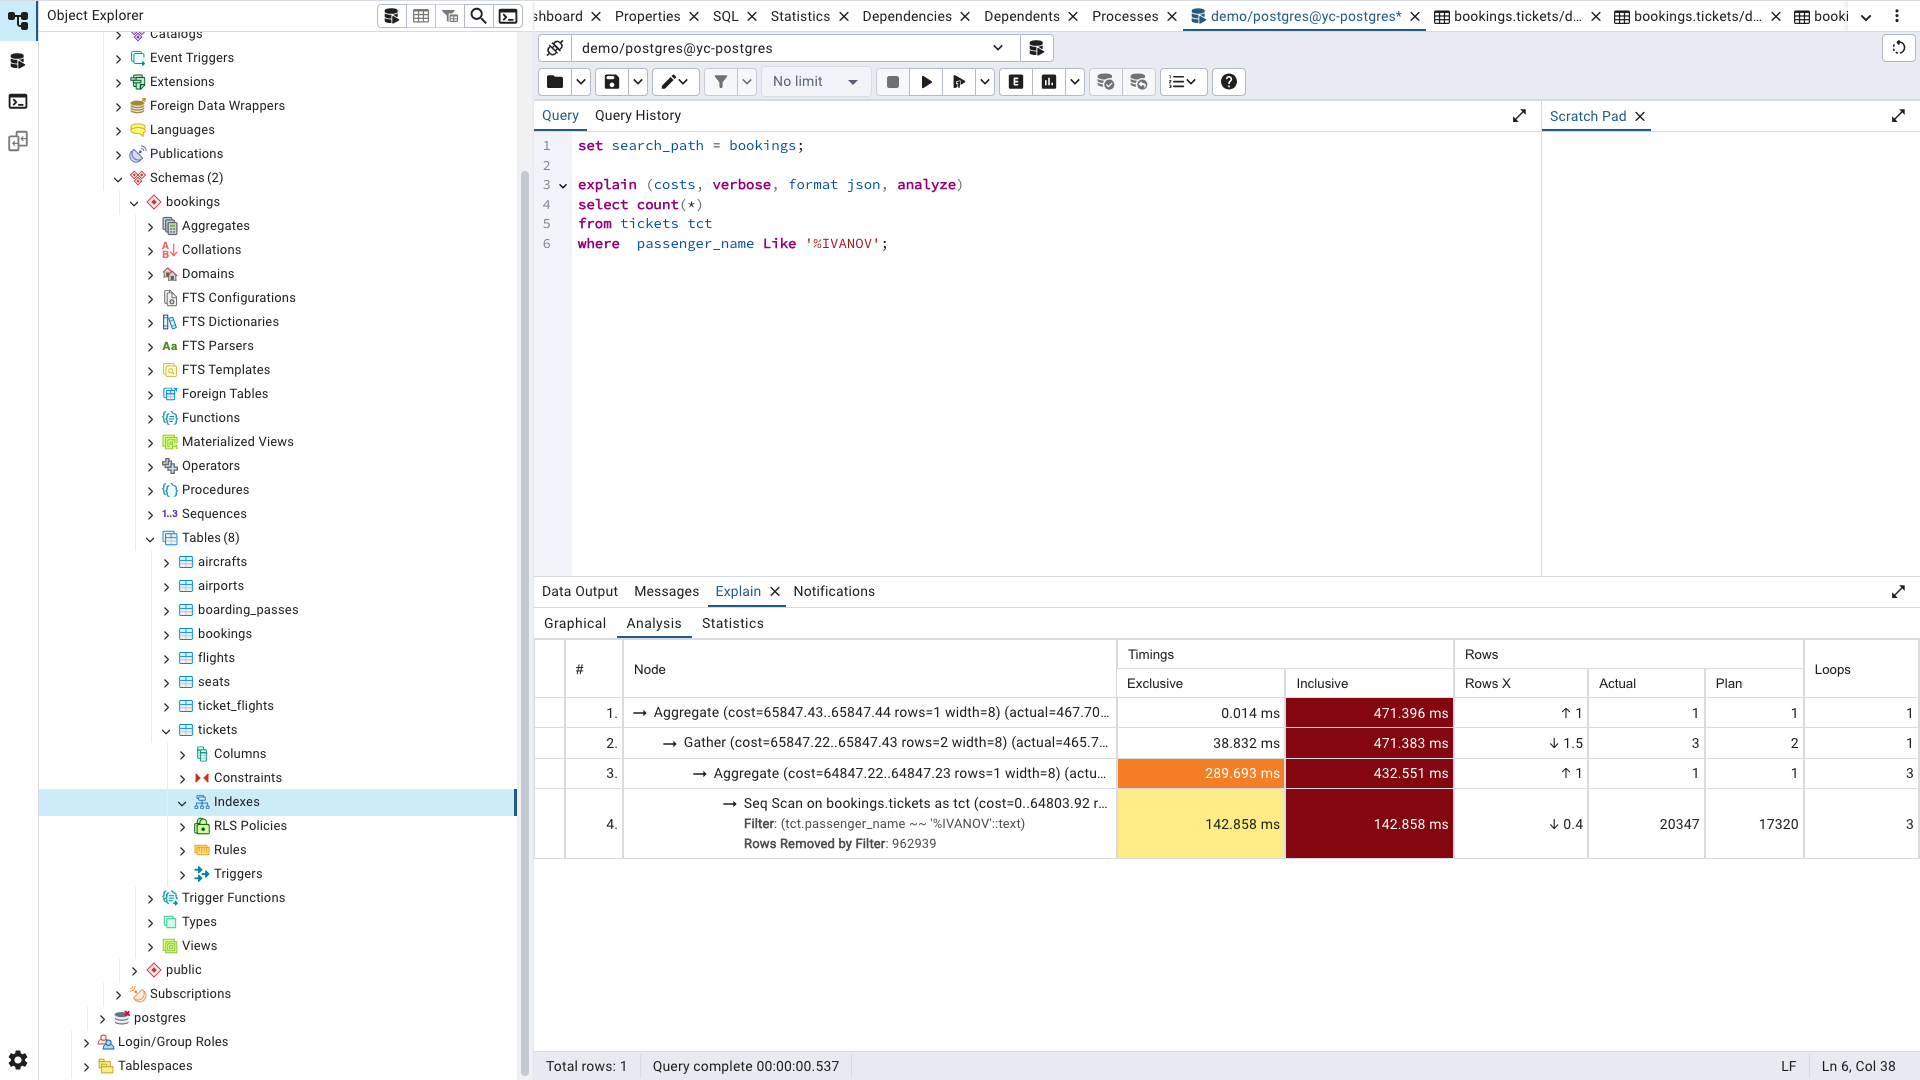 Object Explorer
Catalogs
Event Triggers
Extensions
Foreign Data Wrappers
Languages
Publications
Schemas (2)
bookings
Aggregates
Collations
Domains
FTS Configurations
FTS Dictionaries
Aa FTS Parsers
FTS Templates
Foreign Tables
Functions
Materialized Views
Operators
Procedures
1..3 Sequences
Tables (8)
aircrafts
airports
boarding_passes
bookings
flights
seats
ticket_flights
tickets
Columns
Constraints
Indexes
RLS Policies
Rules
Triggers
Trigger Functions
Types
Views
public
Subscriptions
postgres
Login/Group Roles
Tablespaces
shboard Properties SQL Statistics Dependencies Dependents Processes demo/postgres@yc-postgres* bookings.tickets/d... bookings.tickets/d... booki
demo/postgres@yc-postgres
No limit
Query Query History
Scratch Pad
1 set search_path = bookings;
2
3 explain (costs, verbose, format json, analyze)
4 select count(*)
5 from tickets tct
6 where  passenger_name Like '%IVANOV';
Data Output Messages Explain Notifications
Graphical Analysis Statistics
# Node Timings Rows Loops
Exclusive Inclusive Rows X Actual Plan
1. → Aggregate (cost=65847.43..65847.44 rows=1 width=8) (actual=467.70... 0.014 ms 471.396 ms ↑ 1 1 1 1
2. → Gather (cost=65847.22..65847.43 rows=2 width=8) (actual=465.7... 38.832 ms 471.383 ms ↓ 1.5 3 2 1
3. → Aggregate (cost=64847.22..64847.23 rows=1 width=8) (actu... 289.693 ms 432.551 ms ↑ 1 1 1 3
4. → Seq Scan on bookings.tickets as tct (cost=0..64803.92 r... 142.858 ms 142.858 ms ↓ 0.4 20347 17320 3
Filter: (tct.passenger_name ~~ '%IVANOV'::text)
Rows Removed by Filter: 962939
Total rows: 1 Query complete 00:00:00.537 LF Ln 6, Col 38